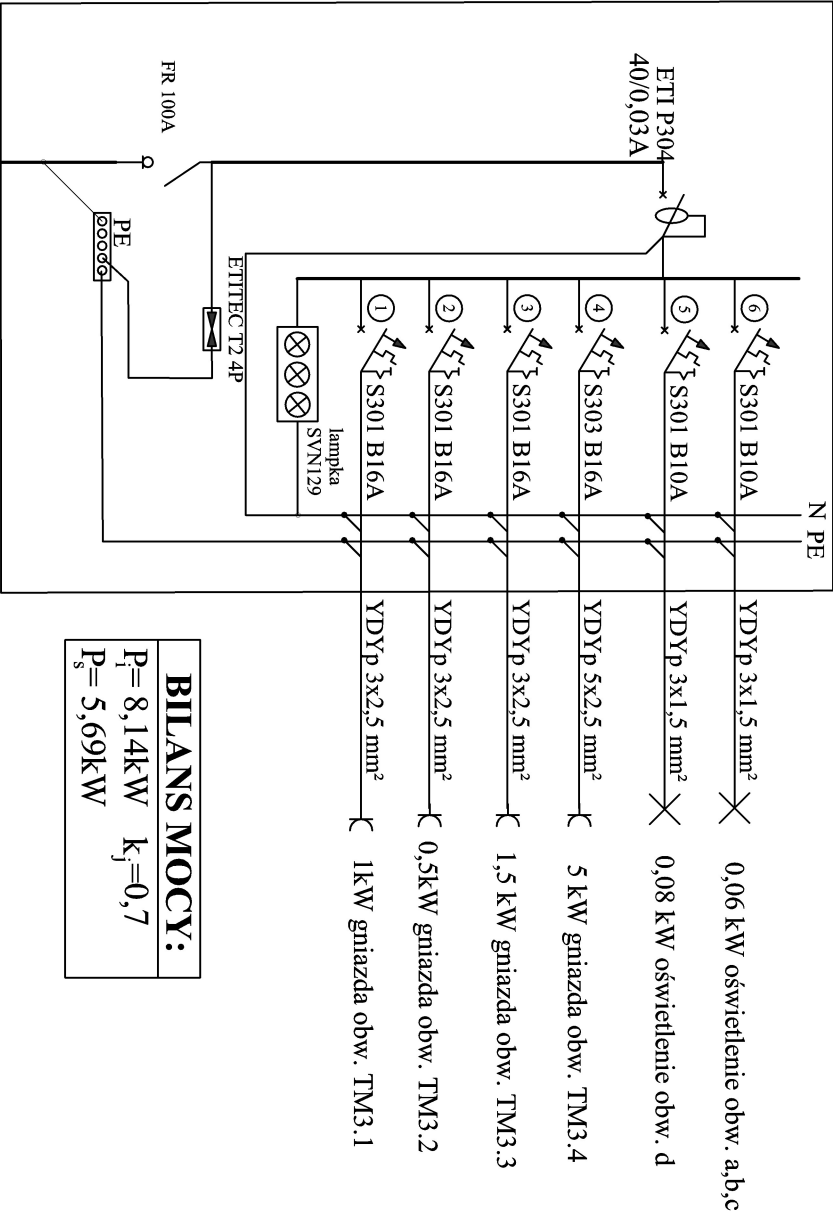 ETI P304
40/0,03A
FR 100A
PE
ETITEC T2 4P
lampka
SVN129
N
PE
6
S301 B10A
YDYp 3x1,5 mm²
0,06 kW oświetlenie obw. a,b,c
5
S301 B10A
YDYp 3x1,5 mm²
0,08 kW oświetlenie obw. d
4
S303 B16A
YDYp 5x2,5 mm²
5 kW gniazda obw. TM3.4
3
S301 B16A
YDYp 3x2,5 mm²
1,5 kW gniazda obw. TM3.3
2
S301 B16A
YDYp 3x2,5 mm²
0,5kW gniazda obw. TM3.2
1
S301 B16A
YDYp 3x2,5 mm²
1kW gniazda obw. TM3.1
BILANS MOCY:
Pi= 8,14kW kj=0,7
Ps= 5,69kW